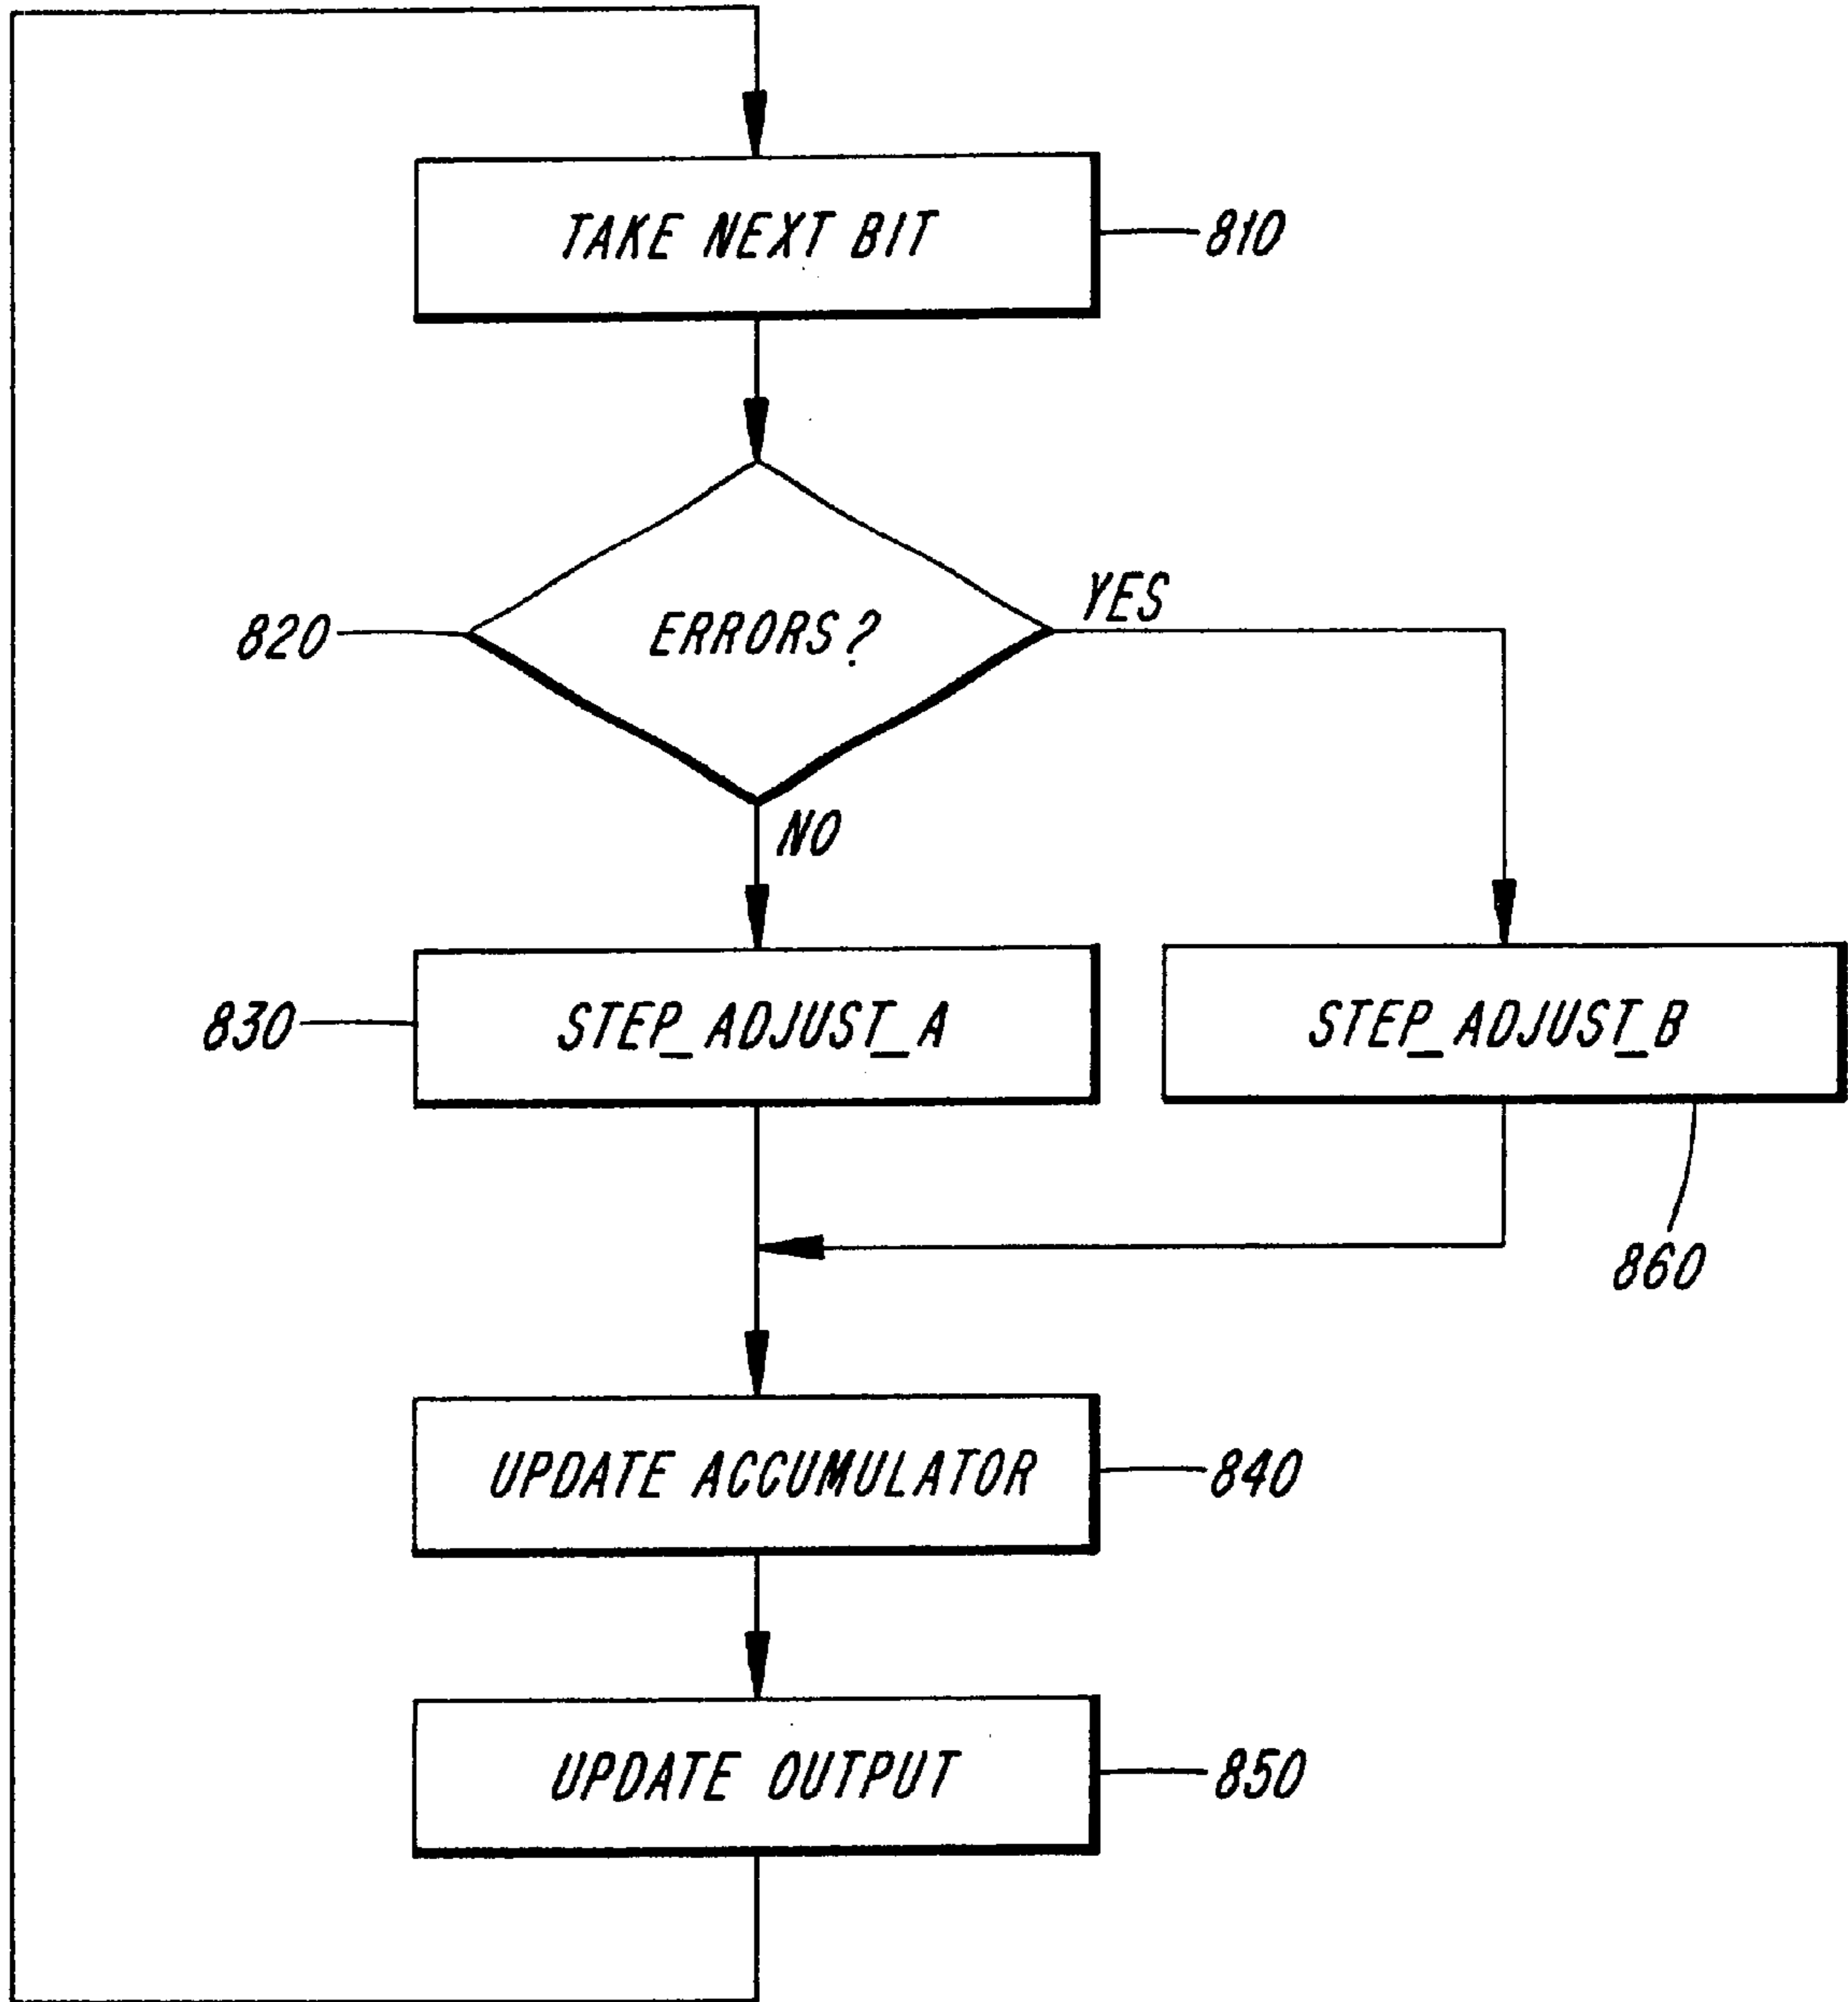 TAKE NEXT BIT
810
YES
820
ERRORS?
NO
830
STEP_ADJUST_A
STEP_ADJUST_B
860
UPDATE ACCUMULATOR
840
UPDATE OUTPUT
850